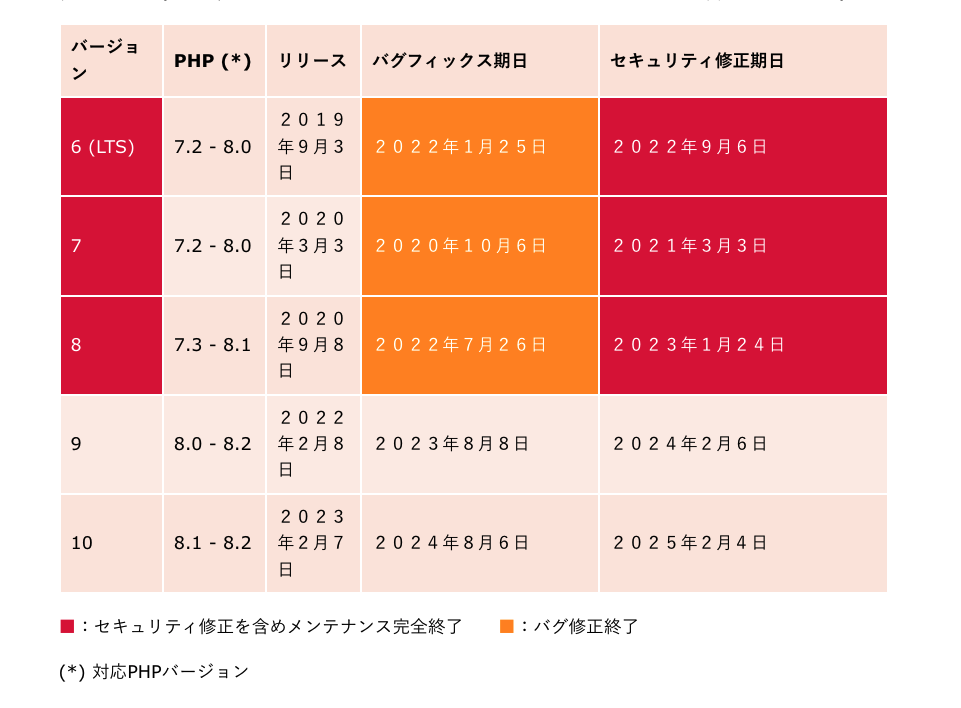 バージョン PHP (*) リリース バグフィックス期日 セキュリティ修正期日
6 (LTS) 7.2 - 8.0 ２０１９年９月３日 ２０２２年１月２５日 ２０２２年９月６日
7 7.2 - 8.0 ２０２０年３月３日 ２０２０年１０月６日 ２０２１年３月３日
8 7.3 - 8.1 ２０２０年９月８日 ２０２２年７月２６日 ２０２３年１月２４日
9 8.0 - 8.2 ２０２２年２月８日 ２０２３年８月８日 ２０２４年２月６日
10 8.1 - 8.2 ２０２３年２月７日 ２０２４年８月６日 ２０２５年２月４日
■：セキュリティ修正を含めメンテナンス完全終了 ■：バグ修正終了
(*) 対応PHPバージョン